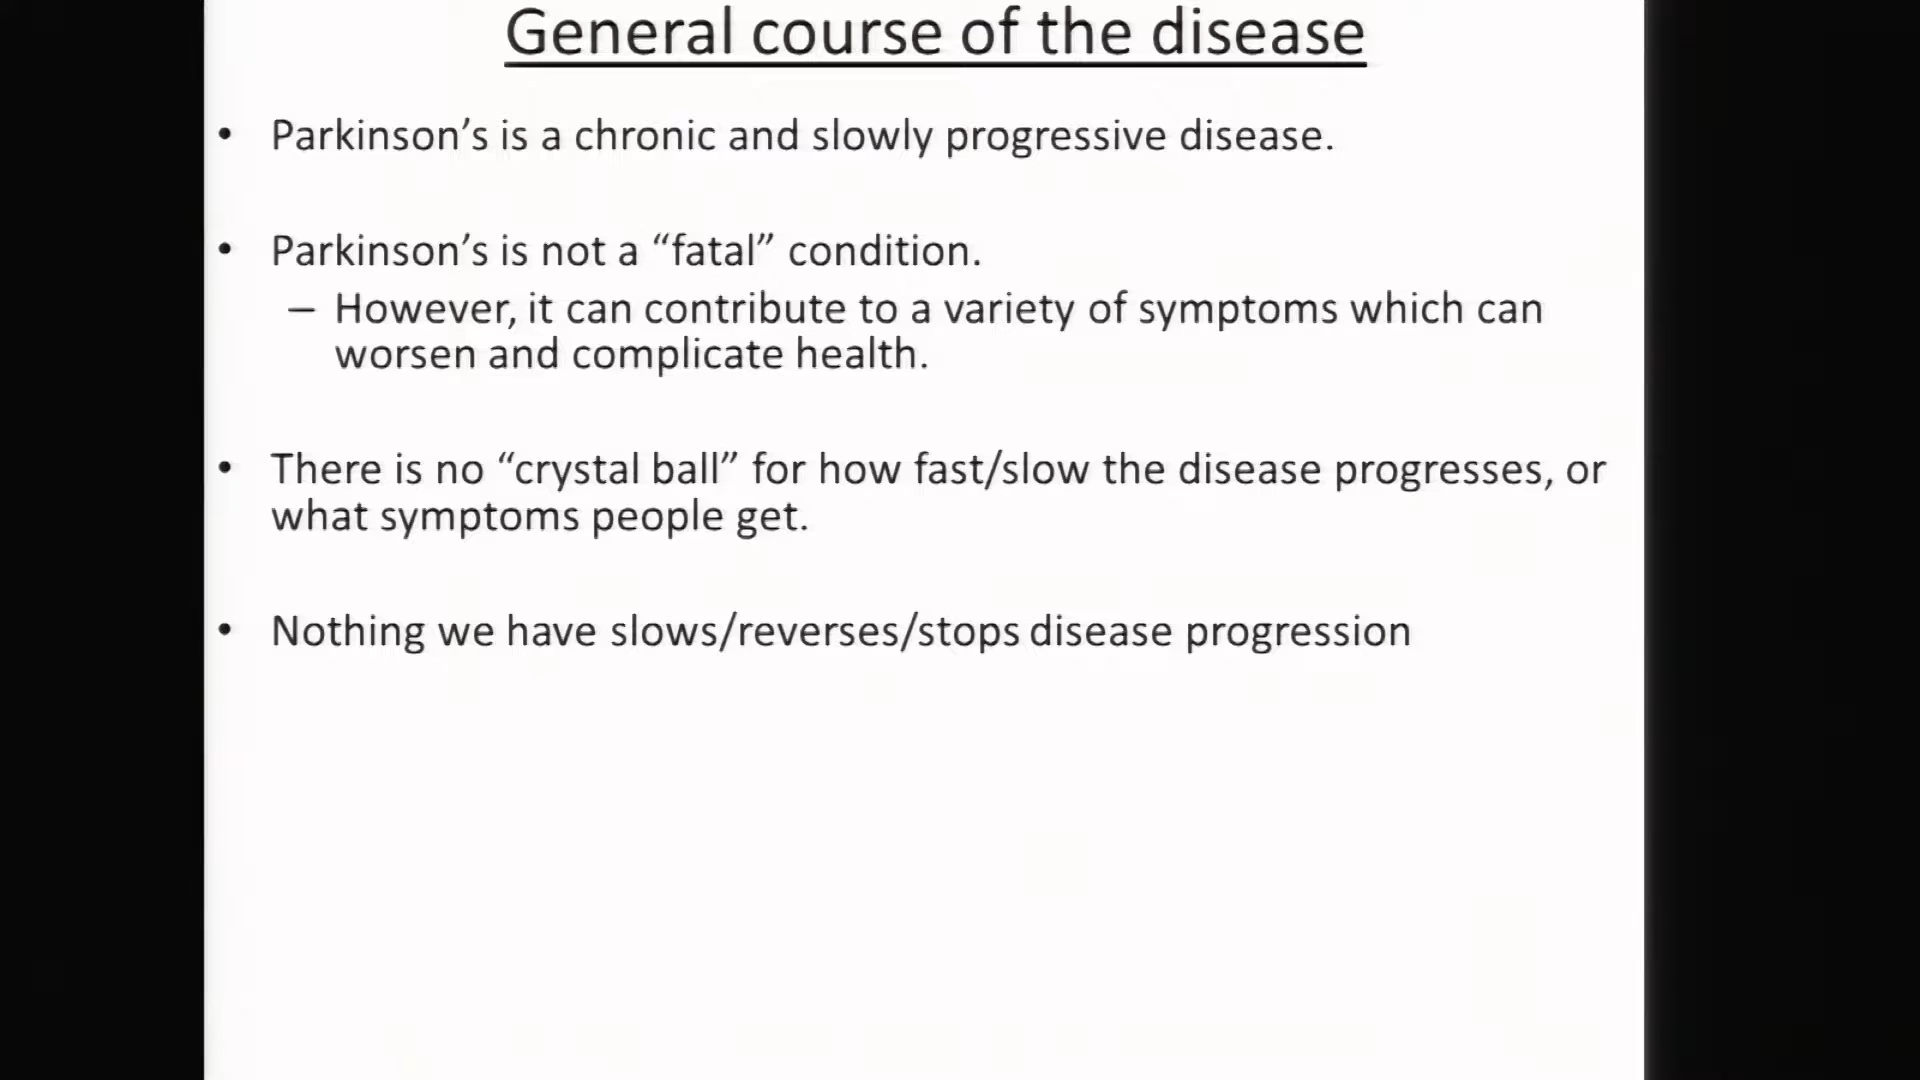 General course of the disease
• Parkinson’s is a chronic and slowly progressive disease.
• Parkinson’s is not a “fatal” condition.
– However, it can contribute to a variety of symptoms which can
worsen and complicate health.
• There is no “crystal ball” for how fast/slow the disease progresses, or
what symptoms people get.
• Nothing we have slows/reverses/stops disease progression